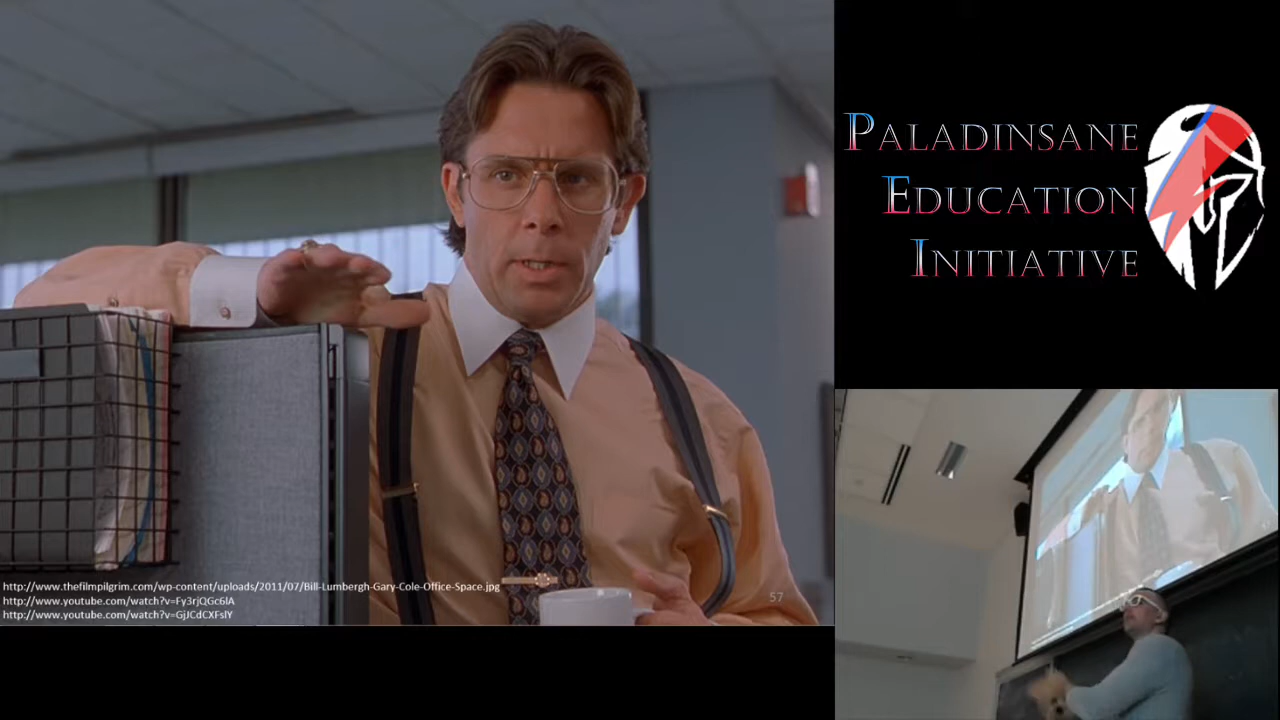 PALADINSANE
EDUCATION
INITIATIVE
http://www.thefilmpilgrim.com/wp-content/uploads/2011/07/Bill-Lumbergh-Gary-Cole-Office-Space.jpg
http://www.youtube.com/watch?v=Fy3rjQGc6lA
http://www.youtube.com/watch?v=GjJCdCXFslY
57